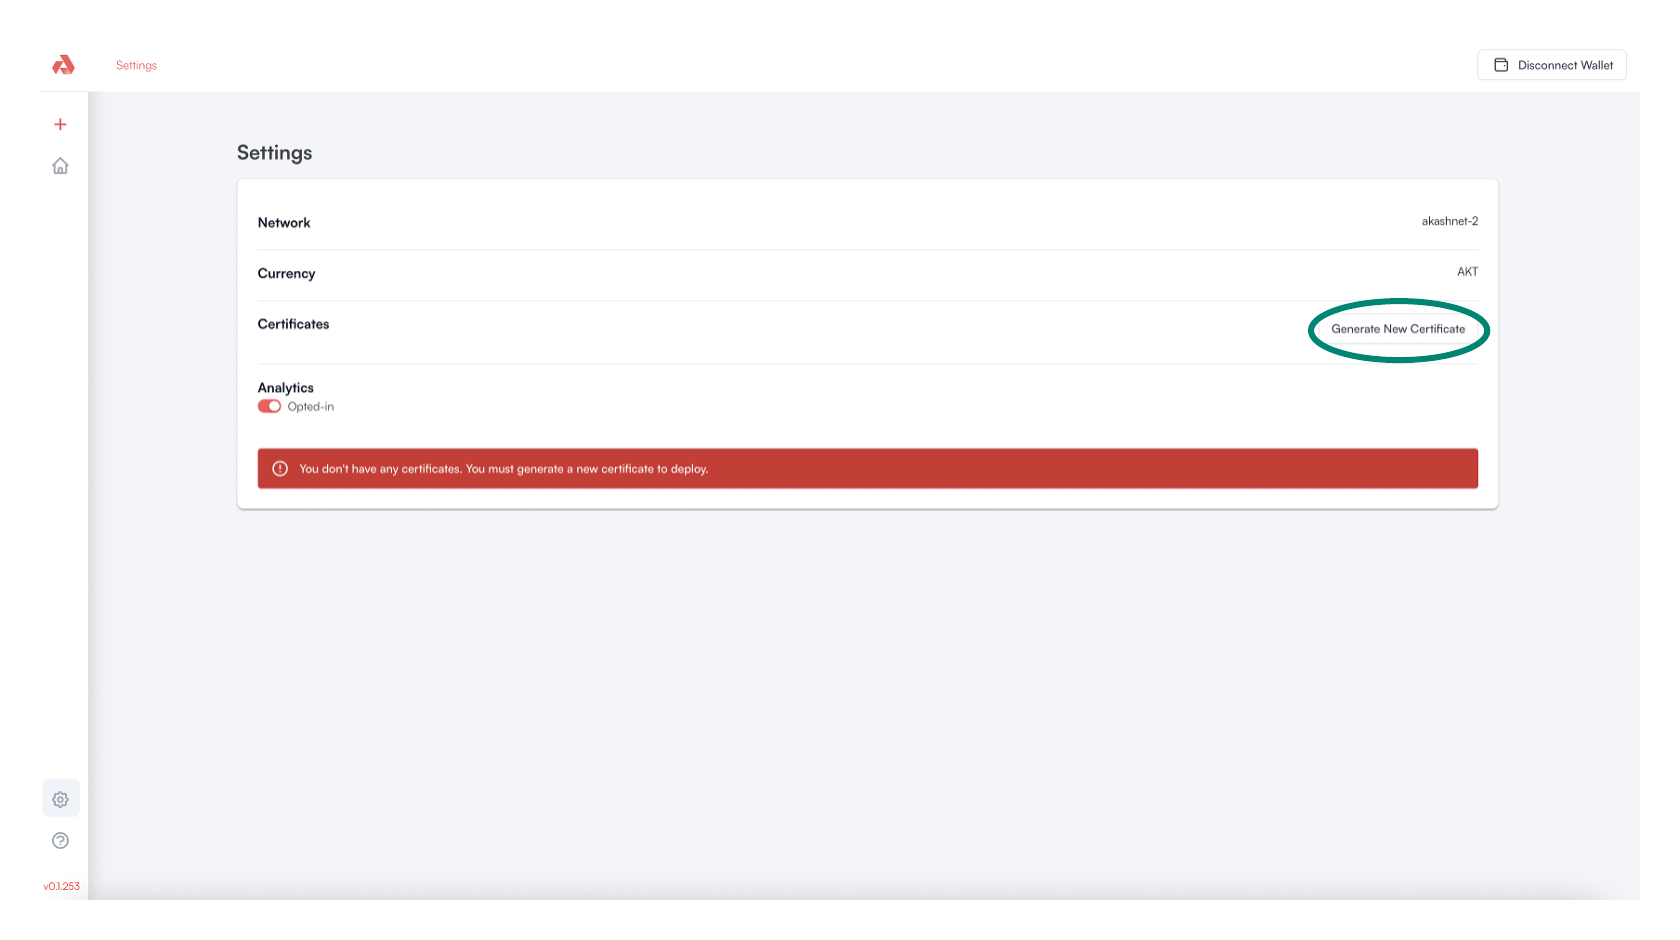 Settings
Disconnect Wallet
Settings
Network
akashnet-2
Currency
AKT
Certificates
Generate New Certificate
Analytics
Opted-in
You don't have any certificates. You must generate a new certificate to deploy.
v0.1.253